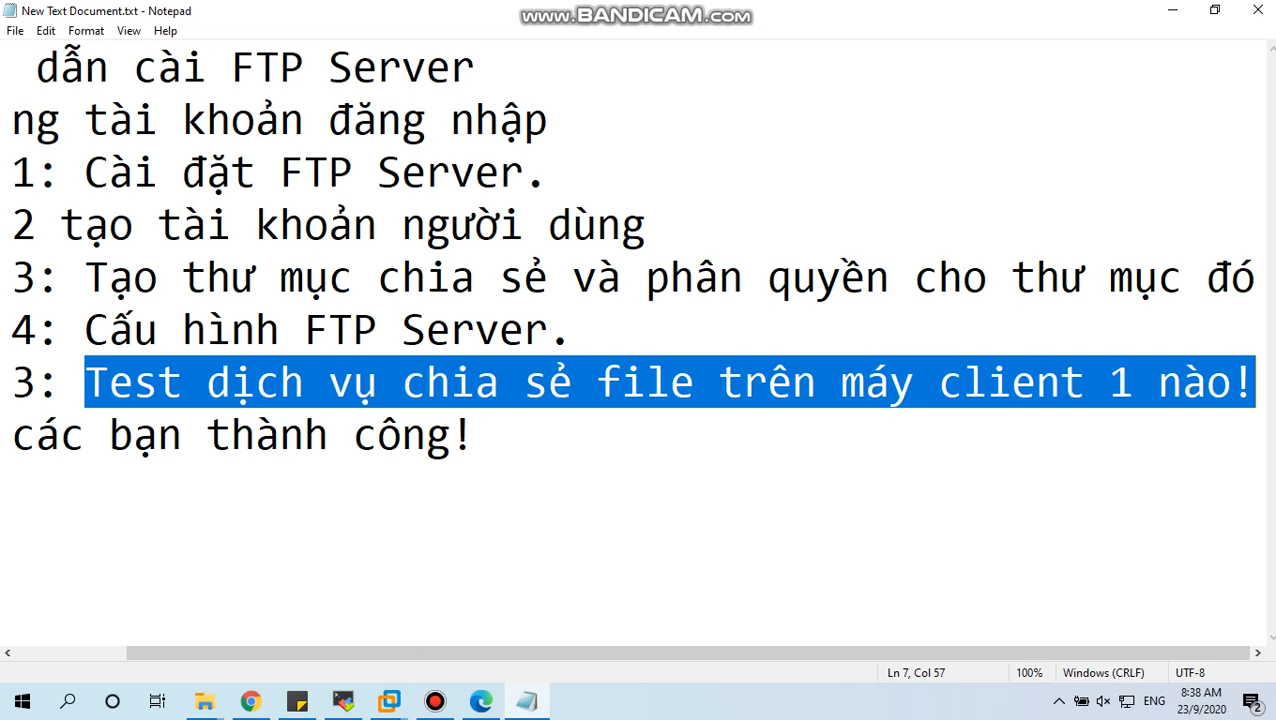 New Text Document.txt - Notepad
www.BANDICAM.com
File Edit Format View Help
dẫn cài FTP Server
ng tài khoản đăng nhập
1: Cài đặt FTP Server.
2 tạo tài khoản người dùng
3: Tạo thư mục chia sẻ và phân quyền cho thư mục đó
4: Cấu hình FTP Server.
3: Test dịch vụ chia sẻ file trên máy client 1 nào!
các bạn thành công!
Ln 7, Col 57 100% Windows (CRLF) UTF-8
ENG
8:38 AM
23/9/2020
2